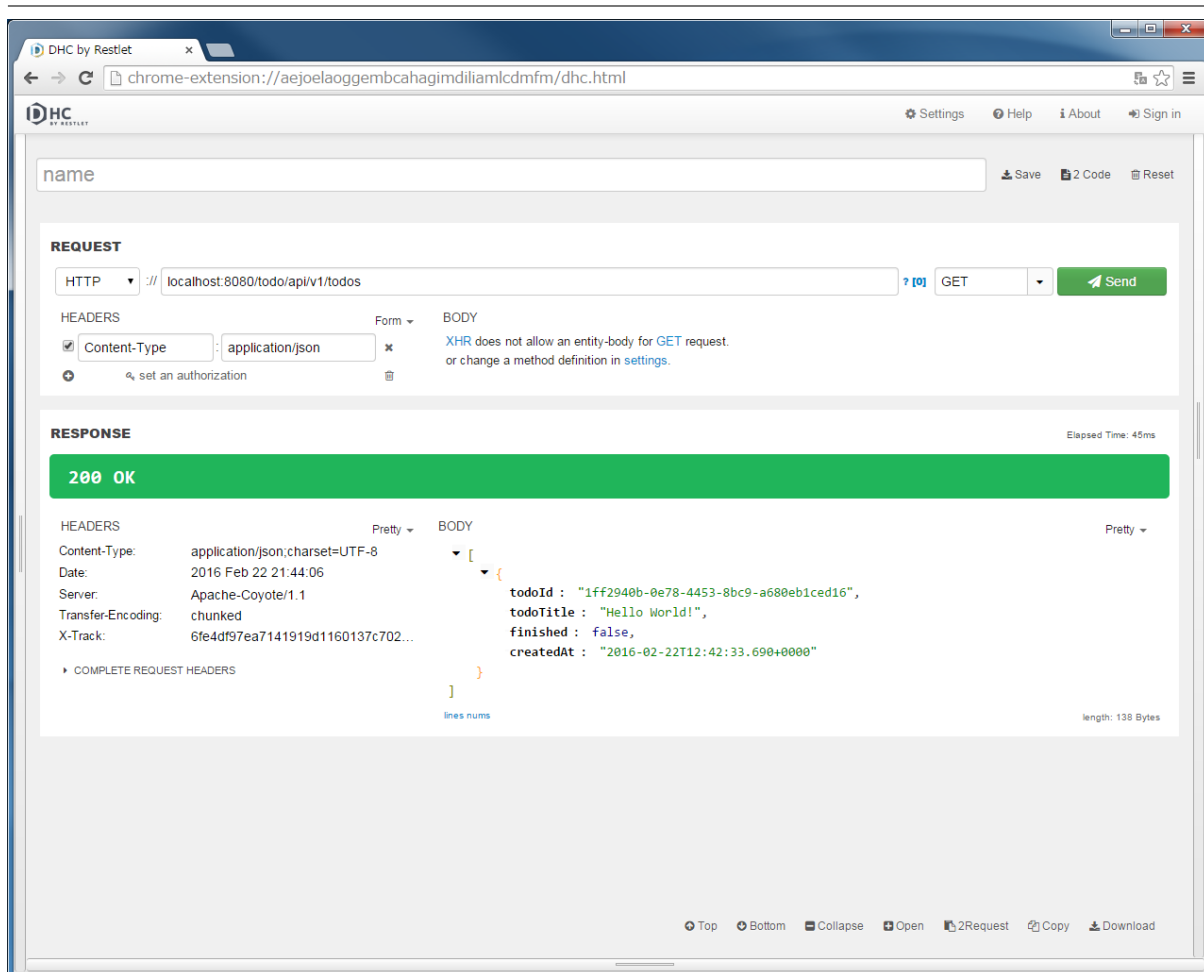 DHC by Restlet
chrome-extension://aejoelaoggembcahagimdiliamlcdmfm/dhc.html
DHC
BY RESTLET
Settings Help About Sign in
name
Save 2 Code Reset
REQUEST
HTTP :// localhost:8080/todo/api/v1/todos ? [0] GET Send
HEADERS Form BODY
Content-Type : application/json
XHR does not allow an entity-body for GET request.
or change a method definition in settings.
set an authorization
RESPONSE Elapsed Time: 45ms
200 OK
HEADERS Pretty BODY Pretty
Content-Type: application/json;charset=UTF-8
Date: 2016 Feb 22 21:44:06
Server: Apache-Coyote/1.1
Transfer-Encoding: chunked
X-Track: 6fe4df97ea7141919d1160137c702...
COMPLETE REQUEST HEADERS
[
{
todoId : "1ff2940b-0e78-4453-8bc9-a680eb1ced16",
todoTitle : "Hello World!",
finished : false,
createdAt : "2016-02-22T12:42:33.690+0000"
}
]
lines nums length: 138 Bytes
Top Bottom Collapse Open 2Request Copy Download